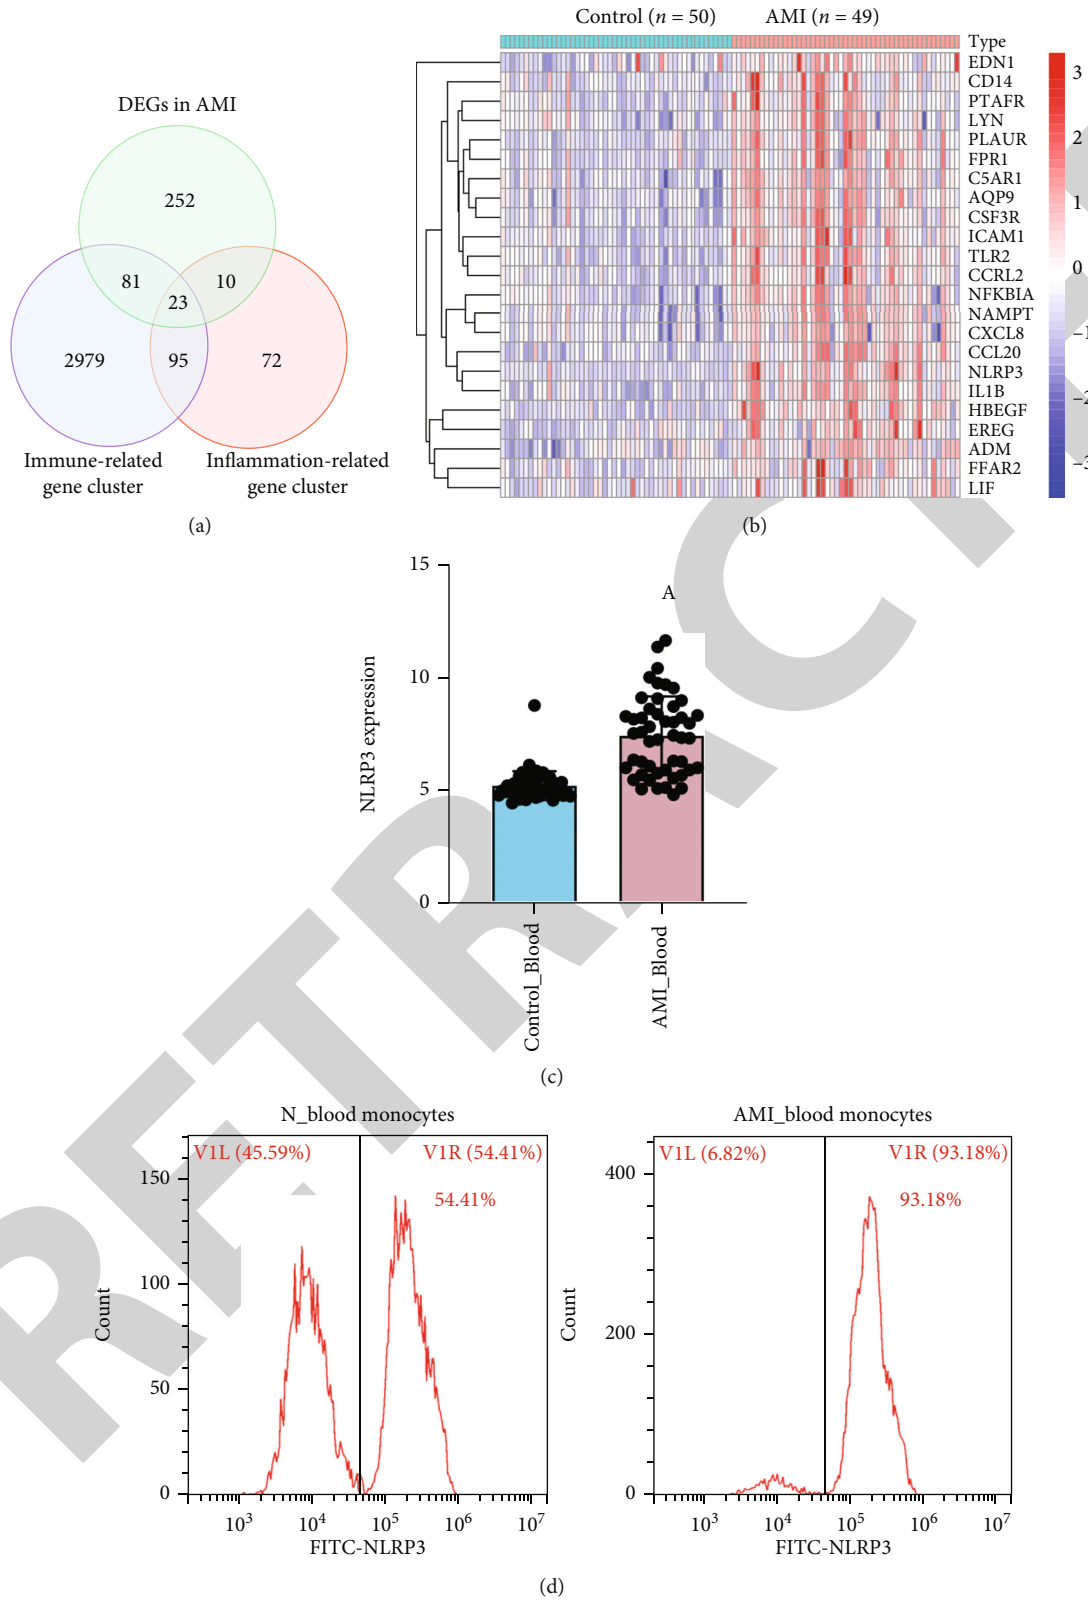 DEGs in AMI
252
81
10
23
2979
95
72
Immune-related
gene cluster
Inflammation-related
gene cluster
(a)
Control (n = 50)
AMI (n = 49)
Type
EDN1
CD14
PTAFR
LYN
PLAUR
FPR1
C5AR1
AQP9
CSF3R
ICAM1
TLR2
CCRL2
NFKBIA
NAMPT
CXCL8
CCL20
NLRP3
IL1B
HBEGF
EREG
ADM
FFAR2
LIF
3
2
1
0
–1
–2
–3
(b)
15
10
5
0
NLRP3 expression
A
Control_Blood
AMI_Blood
(c)
N_blood monocytes
V1L (45.59%)
V1R (54.41%)
54.41%
150
100
50
0
Count
10³
10⁴
10⁵
10⁶
10⁷
FITC-NLRP3
AMI_blood monocytes
V1L (6.82%)
V1R (93.18%)
93.18%
400
200
0
Count
10³
10⁴
10⁵
10⁶
10⁷
FITC-NLRP3
(d)
RETRACT